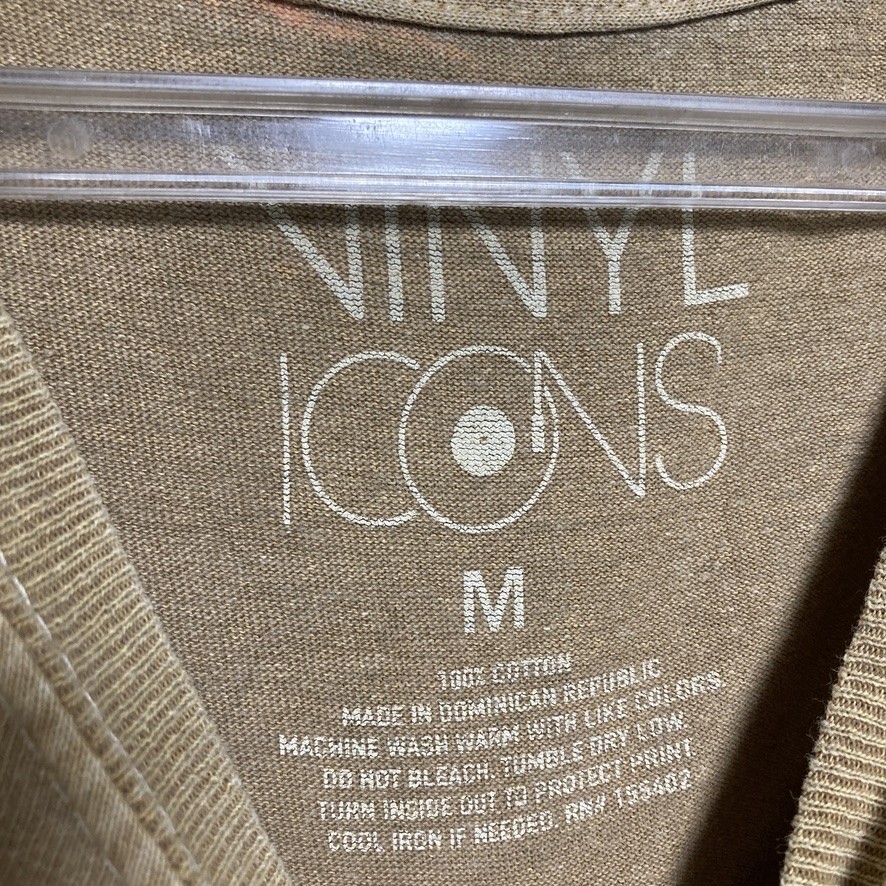 VINYL
ICONS
M
100% COTTON
MADE IN DOMINICAN REPUBLIC
MACHINE WASH WARM WITH LIKE COLORS.
DO NOT BLEACH. TUMBLE DRY LOW.
TURN INSIDE OUT TO PROTECT PRINT.
COOL IRON IF NEEDED. RN# 155402